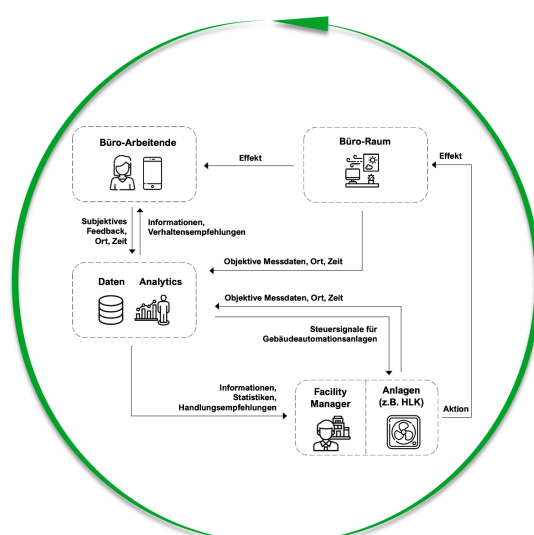 Büro-Arbeitende
Büro-Raum
Effekt
Effekt
Subjektives
Feedback,
Ort, Zeit
Informationen,
Verhaltensempfehlungen
Objektive Messdaten, Ort, Zeit
Daten
Analytics
Objektive Messdaten, Ort, Zeit
Steuersignale für
Gebäudeautomationsanlagen
Informationen,
Statistiken,
Handlungsempfehlungen
Facility
Manager
Anlagen
(z.B. HLK)
Aktion